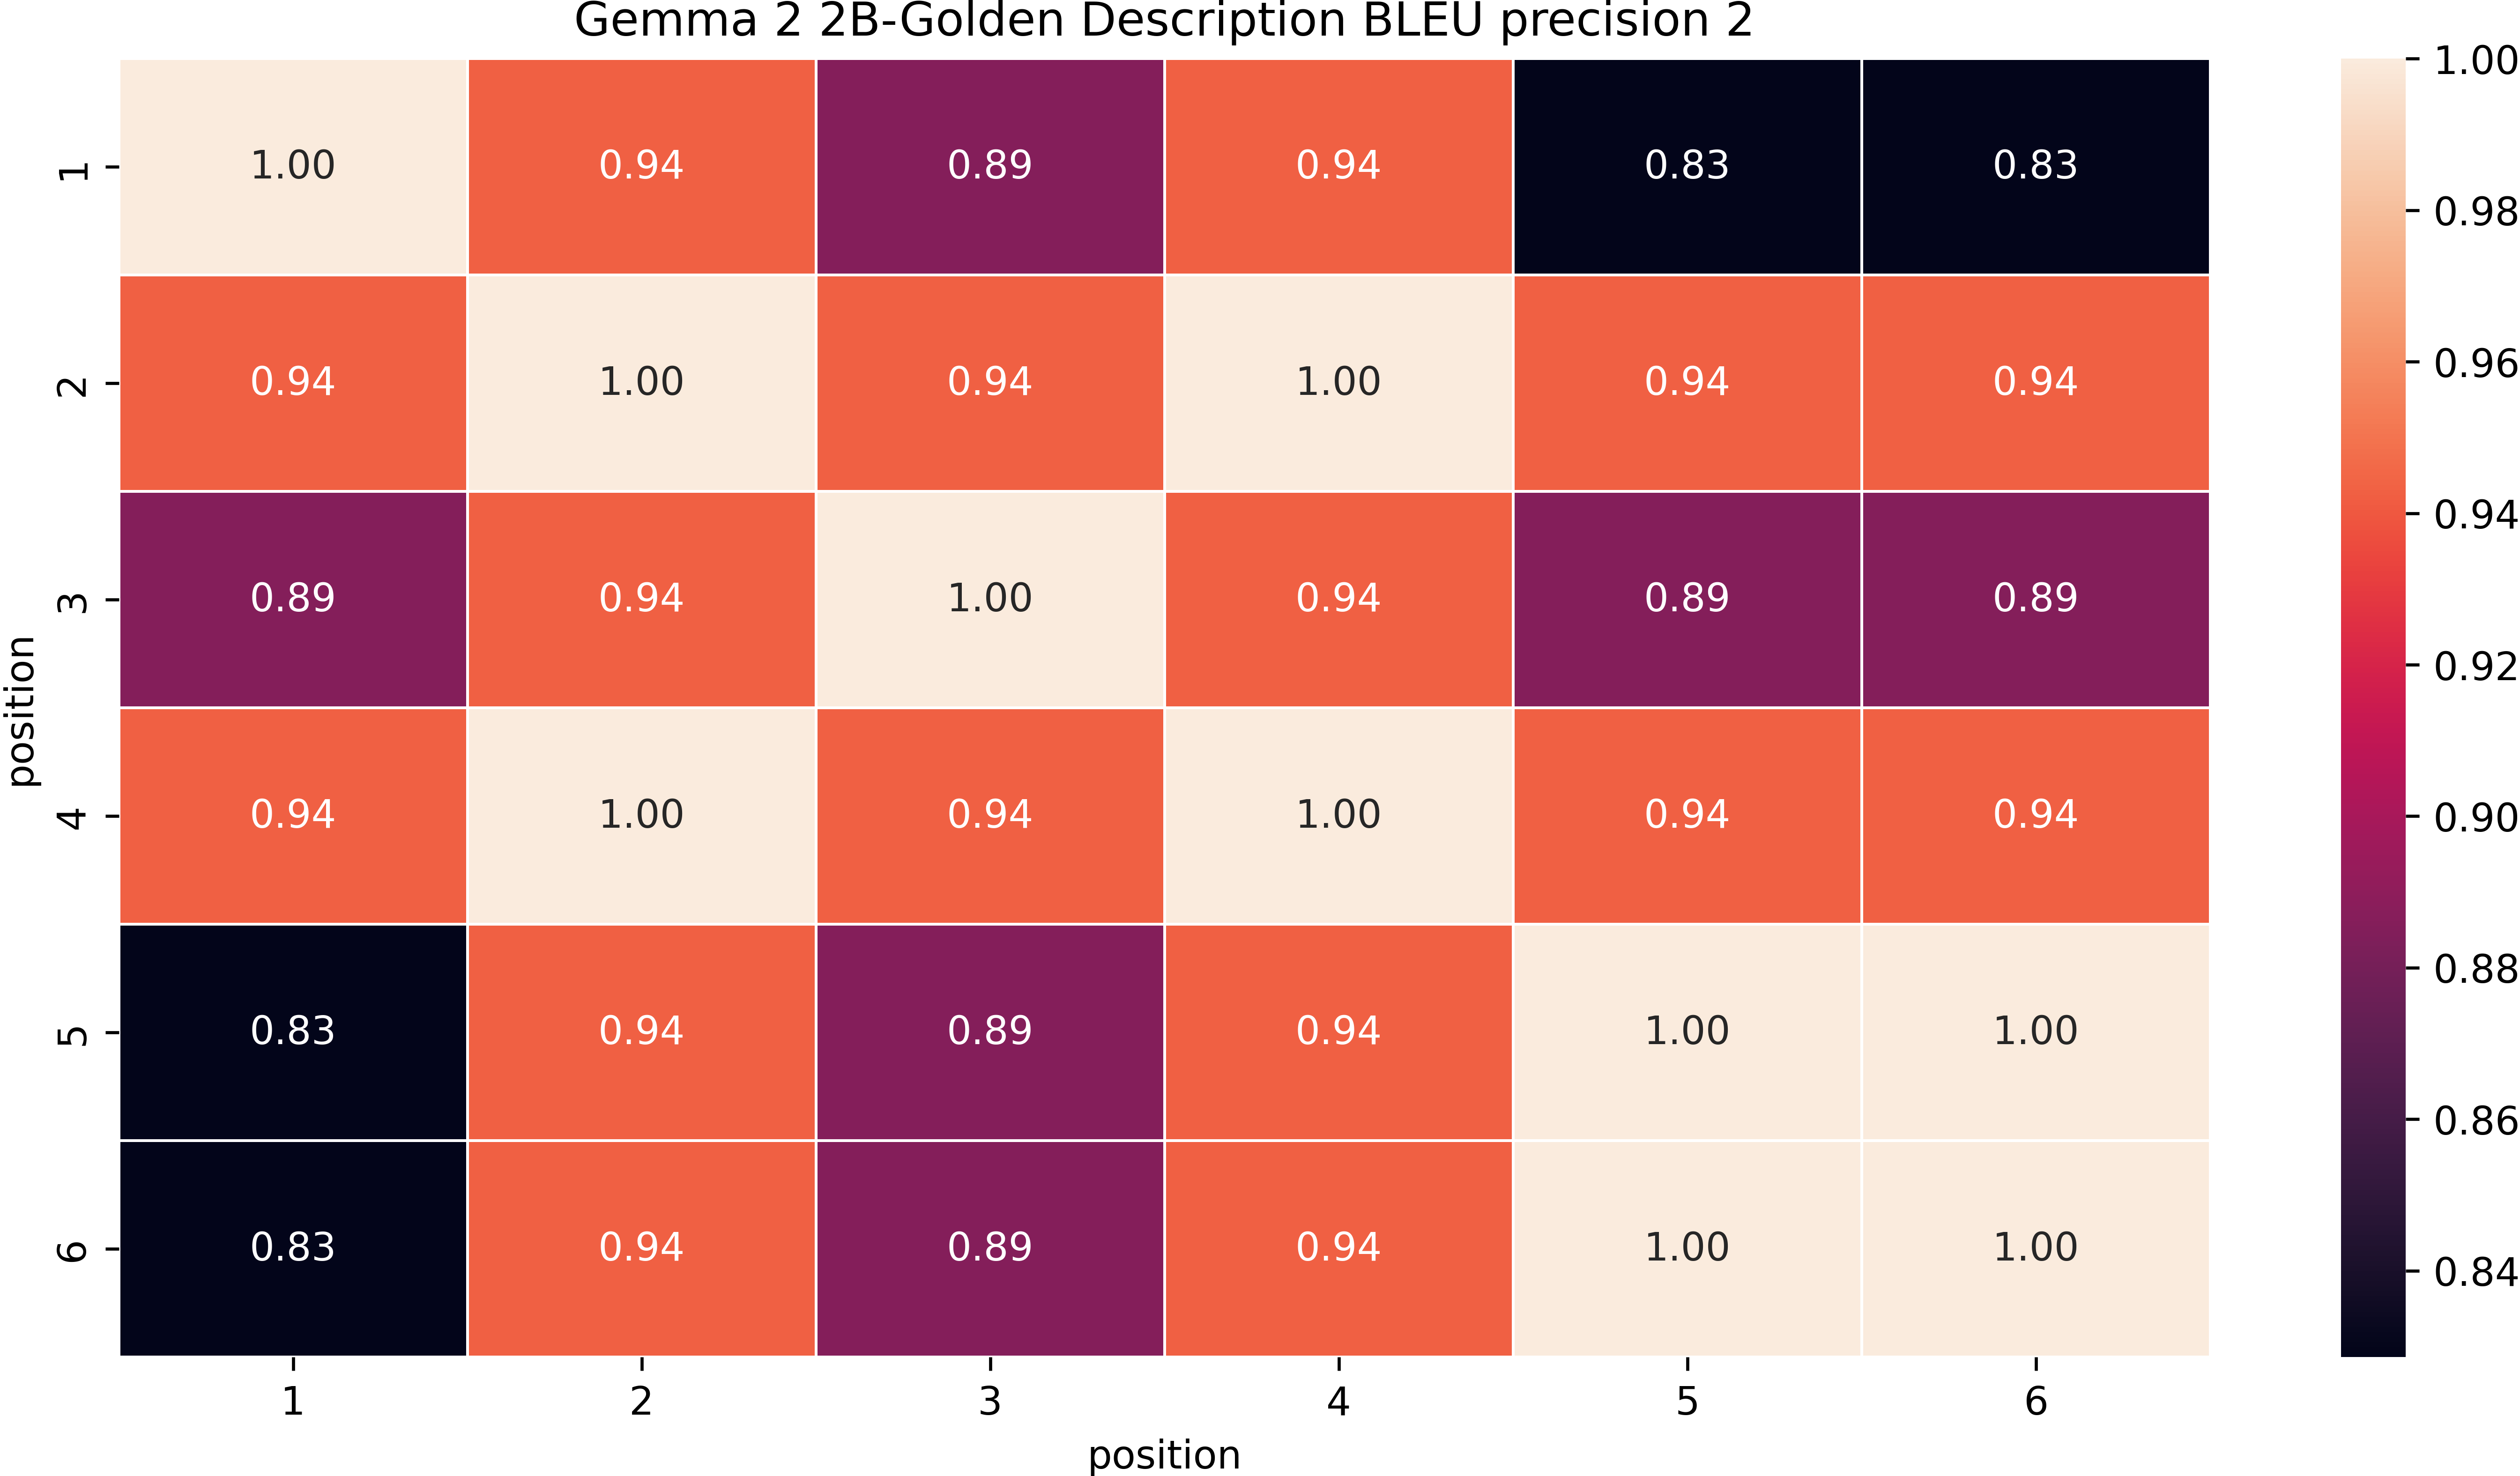 Gemma 2 2B-Golden Description BLEU precision 2
1 1.00 0.94 0.89 0.94 0.83 0.83
2 0.94 1.00 0.94 1.00 0.94 0.94
3 0.89 0.94 1.00 0.94 0.89 0.89
4 0.94 1.00 0.94 1.00 0.94 0.94
5 0.83 0.94 0.89 0.94 1.00 1.00
6 0.83 0.94 0.89 0.94 1.00 1.00
position
1 2 3 4 5 6
position
1.00
0.98
0.96
0.94
0.92
0.90
0.88
0.86
0.84